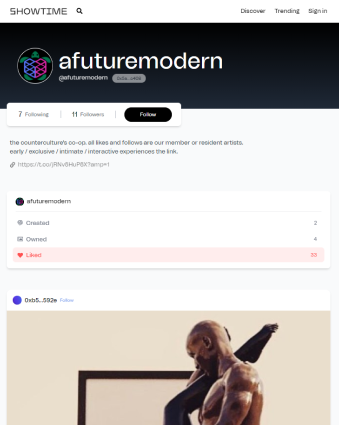 SHOWTIME
Discover Trending Sign in
afuturemodern
@afuturemodern
7 Following 11 Followers Follow
the counterculture's co-op. all likes and follows are our member or resident artists.
early / exclusive / intimate / interactive experiences the link.
https://t.co/jRNv6HuP8X?amp=1
afuturemodern
Created 2
Owned 4
Liked 33
0xb5...592e Follow